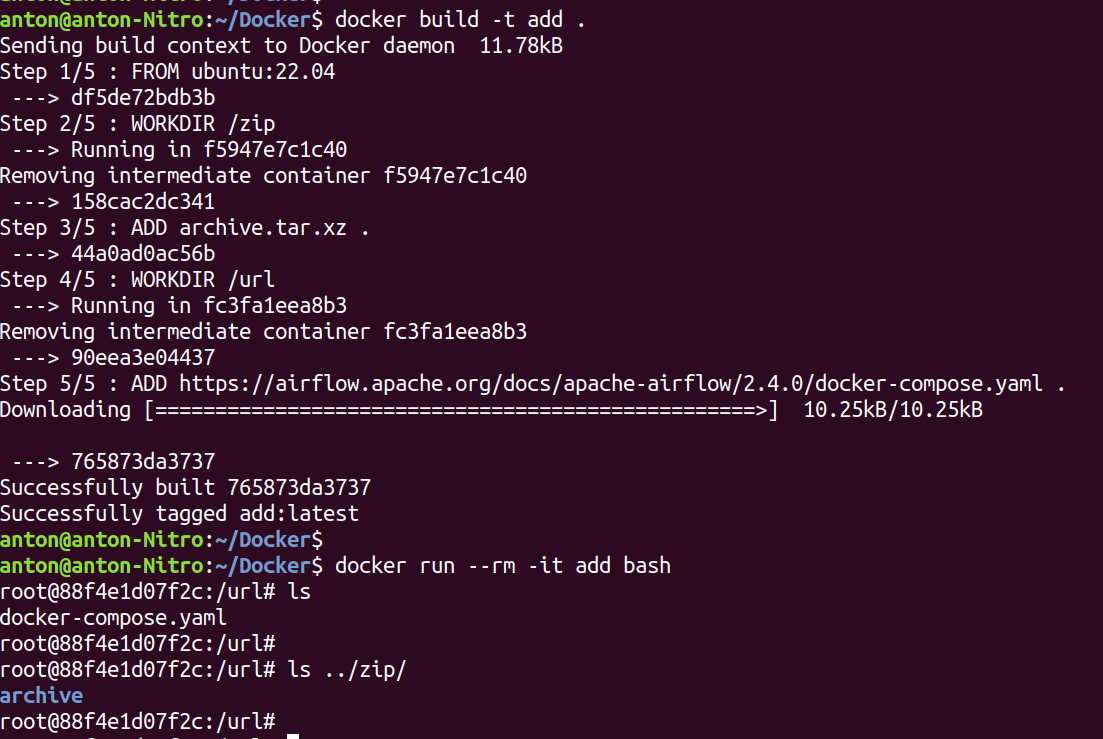 anton@anton-Nitro:~/Docker$ docker build -t add .
Sending build context to Docker daemon  11.78kB
Step 1/5 : FROM ubuntu:22.04
 ---> df5de72bdb3b
Step 2/5 : WORKDIR /zip
 ---> Running in f5947e7c1c40
Removing intermediate container f5947e7c1c40
 ---> 158cac2dc341
Step 3/5 : ADD archive.tar.xz .
 ---> 44a0ad0ac56b
Step 4/5 : WORKDIR /url
 ---> Running in fc3fa1eea8b3
Removing intermediate container fc3fa1eea8b3
 ---> 90eea3e04437
Step 5/5 : ADD https://airflow.apache.org/docs/apache-airflow/2.4.0/docker-compose.yaml .
Downloading [==================================================>]  10.25kB/10.25kB
 ---> 765873da3737
Successfully built 765873da3737
Successfully tagged add:latest
anton@anton-Nitro:~/Docker$
anton@anton-Nitro:~/Docker$ docker run --rm -it add bash
root@88f4e1d07f2c:/url# ls
docker-compose.yaml
root@88f4e1d07f2c:/url#
root@88f4e1d07f2c:/url# ls ../zip/
archive
root@88f4e1d07f2c:/url#